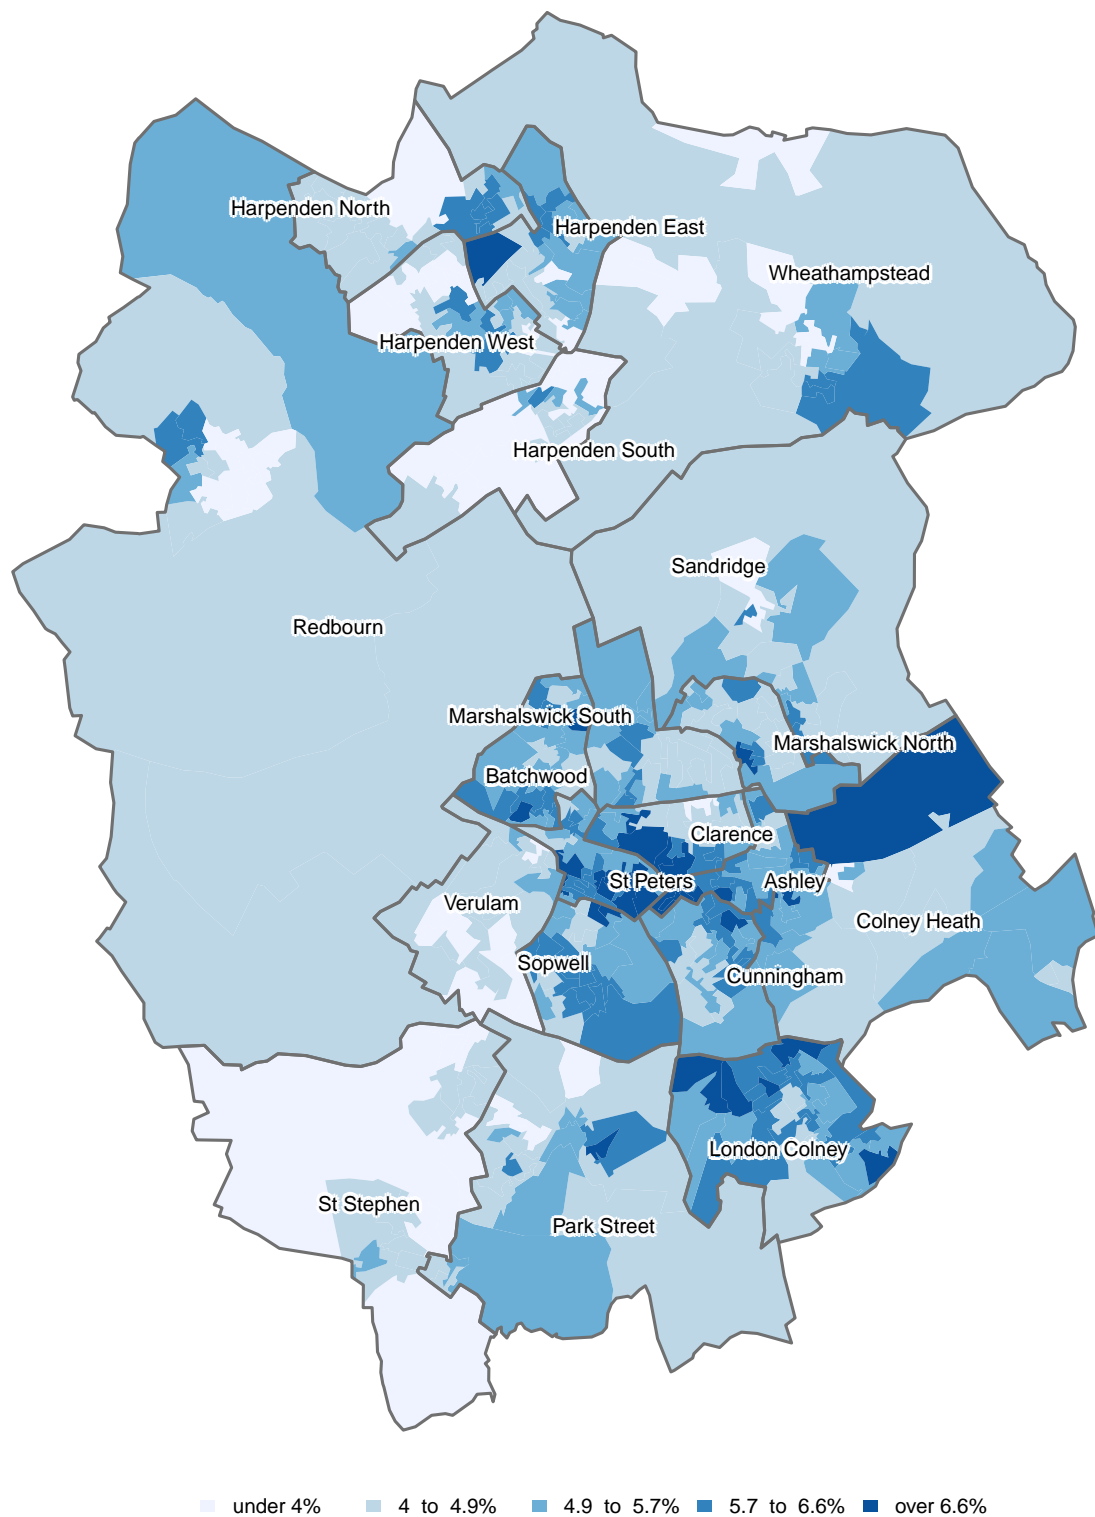 Harpenden North
Harpenden East
Wheathampstead
Harpenden West
Harpenden South
Sandridge
Redbourn
Marshalswick South
Marshalswick North
Batchwood
Clarence
St Peters
Ashley
Verulam
Colney Heath
Sopwell
Cunningham
London Colney
St Stephen
Park Street
under 4% 4 to 4.9% 4.9 to 5.7% 5.7 to 6.6% over 6.6%